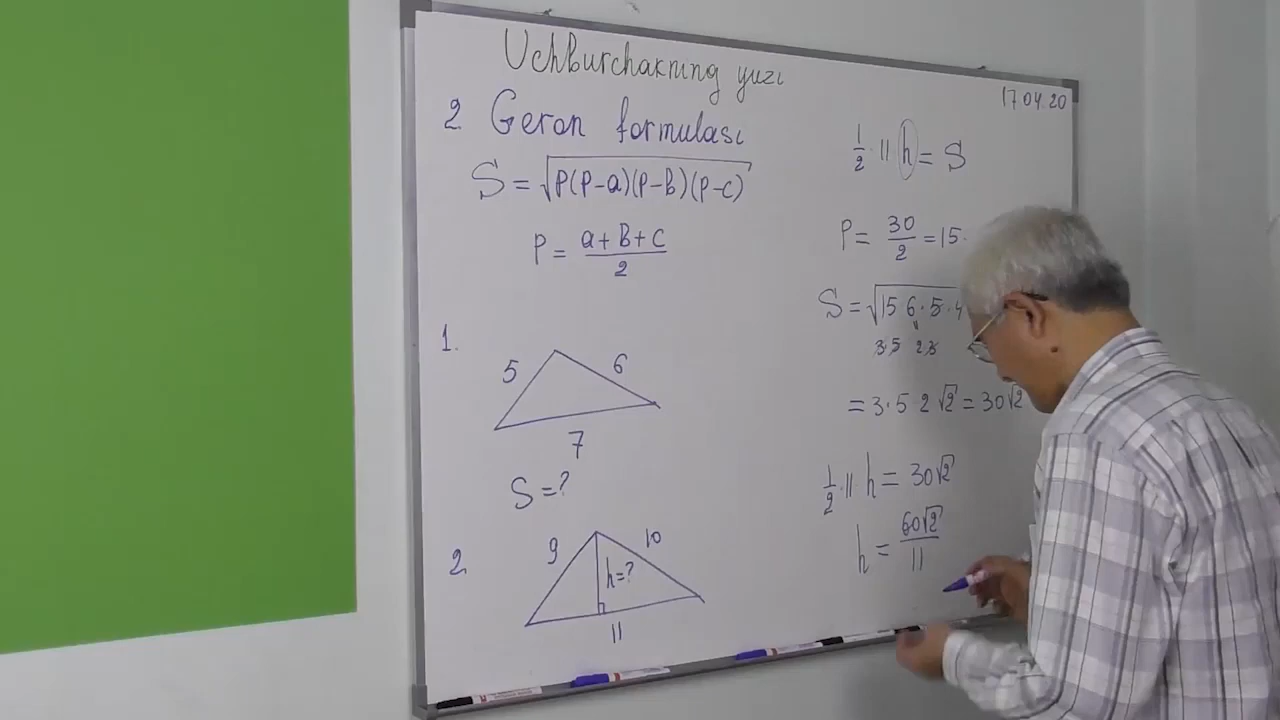 Uchburchakning yuzi
17.04.20
2 Geron formulasi
S = √P(P-a)(P-b)(p-c)
P = a+b+c/2
1.
5
6
7
S = ?
2
9
10
h=?
11
1/2 · 11 h = S
P = 30/2 = 15.
S = √15 6 · 5 · 4
3·5 2·3
= 3·5 2√2 = 30√2
1/2 · 11 h = 30√2
h = 60√2/11